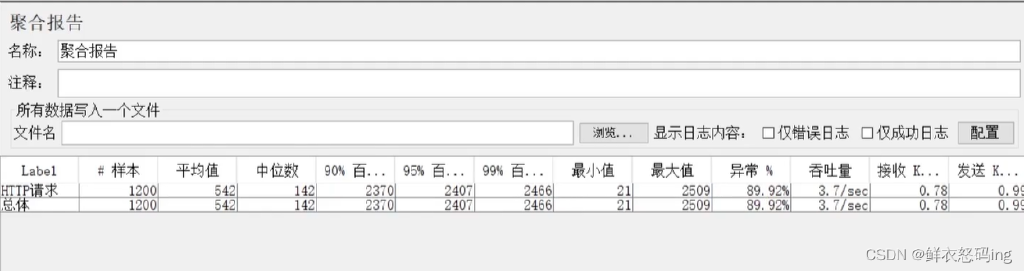 聚合报告
名称： 聚合报告
注释：
所有数据写入一个文件
文件名 浏览... 显示日志内容： 仅错误日志 仅成功日志 配置
Label # 样本 平均值 中位数 90% 百... 95% 百... 99% 百... 最小值 最大值 异常 % 吞吐量 接收 K... 发送 K...
HTTP请求 1200 542 142 2370 2407 2466 21 2509 89.92% 3.7/sec 0.78 0.99
总体 1200 542 142 2370 2407 2466 21 2509 89.92% 3.7/sec 0.78 0.99
CSDN @鲜衣怒码ing